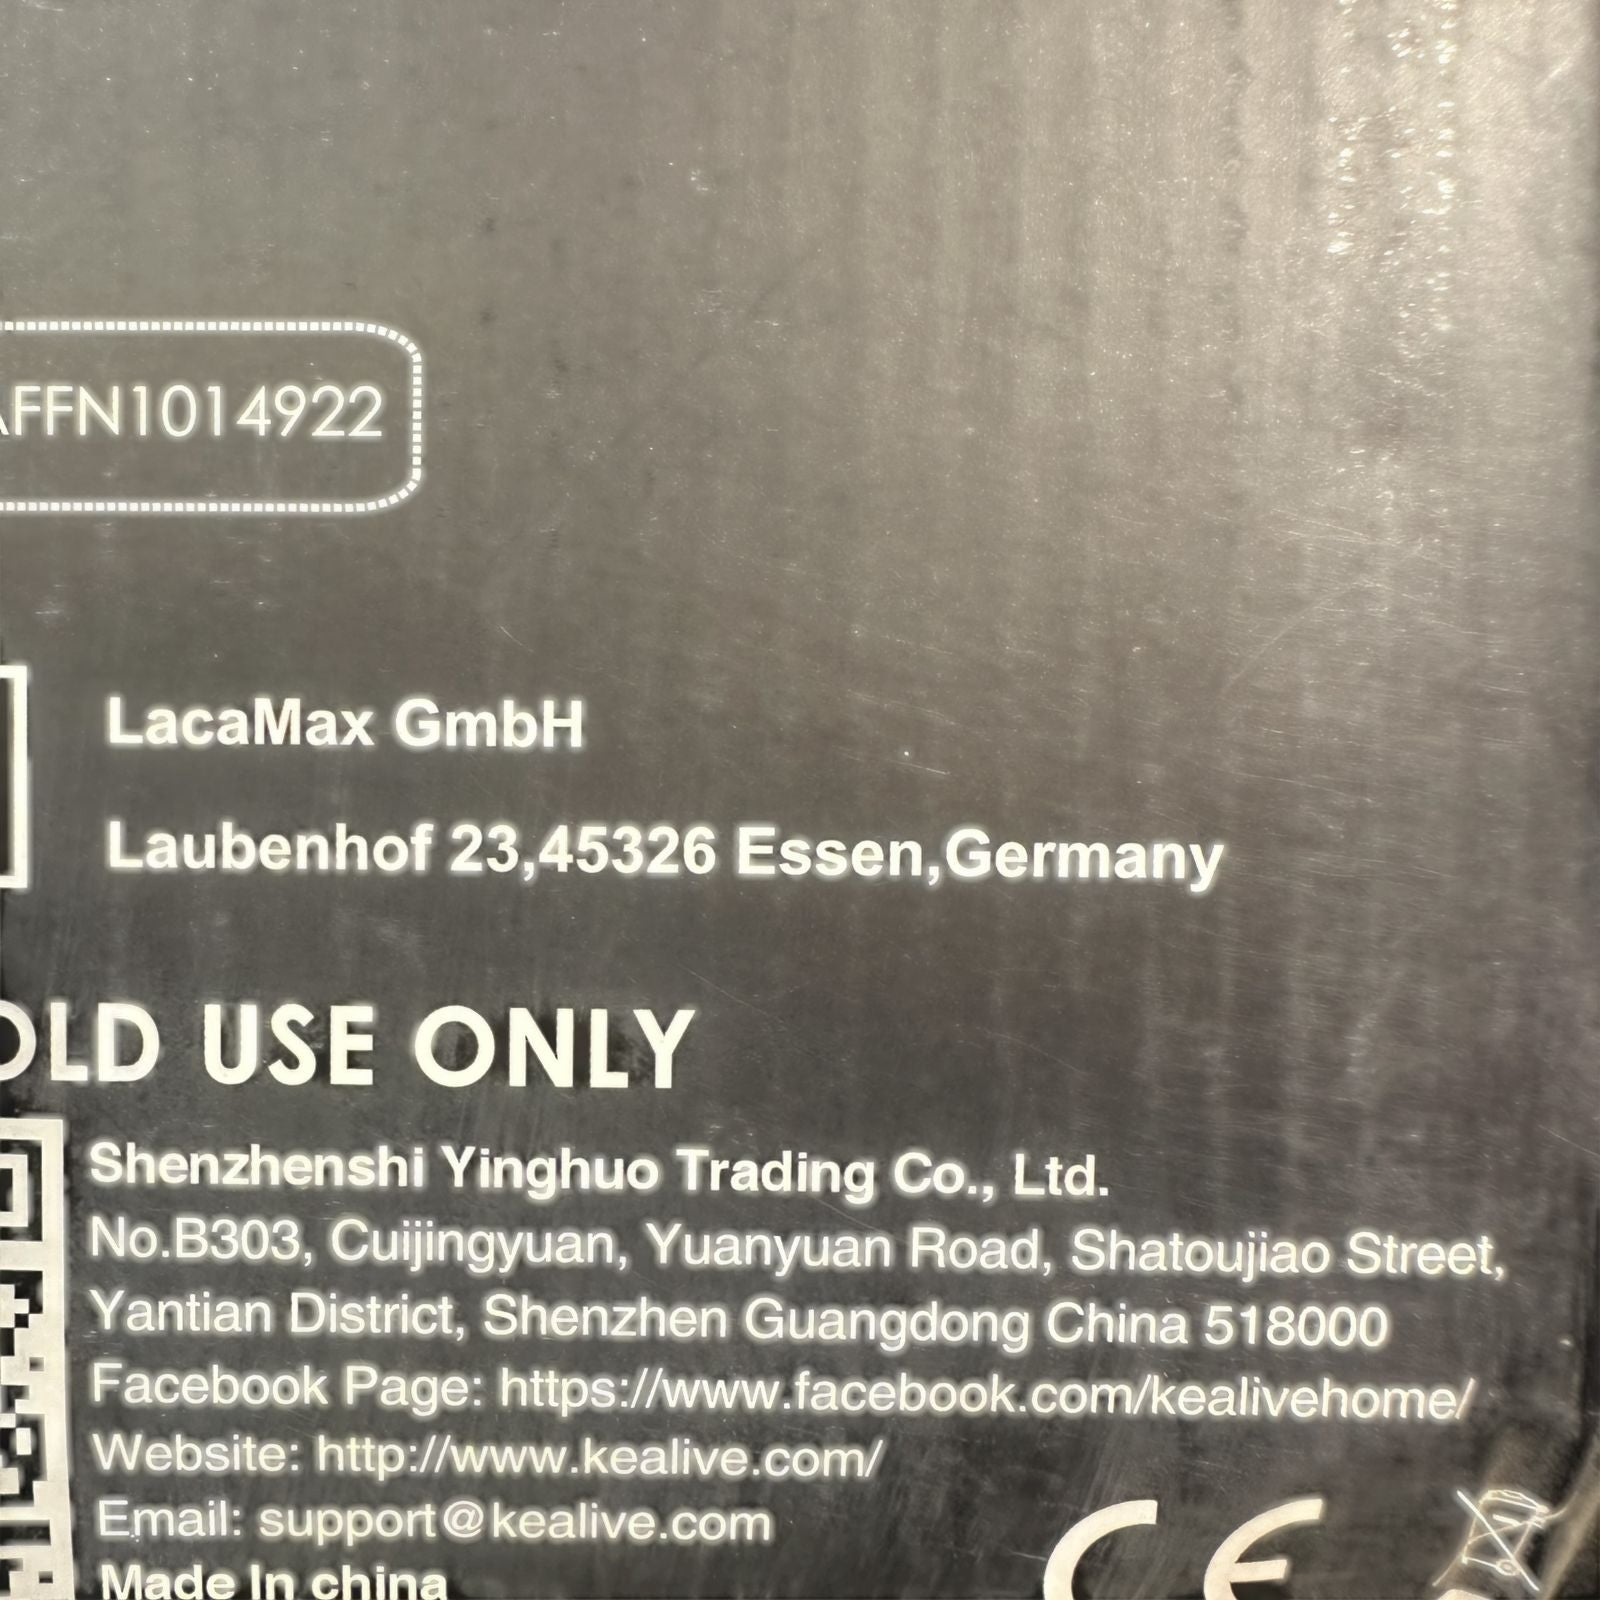 AFFN1014922
LacaMax GmbH
Laubenhof 23,45326 Essen,Germany
OLD USE ONLY
Shenzhenshi Yinghuo Trading Co., Ltd.
No.B303, Cuijingyuan, Yuanyuan Road, Shatoujiao Street,
Yantian District, Shenzhen Guangdong China 518000
Facebook Page: https://www.facebook.com/kealivehome/
Website: http://www.kealive.com/
Email: support@kealive.com
Made In china
CE